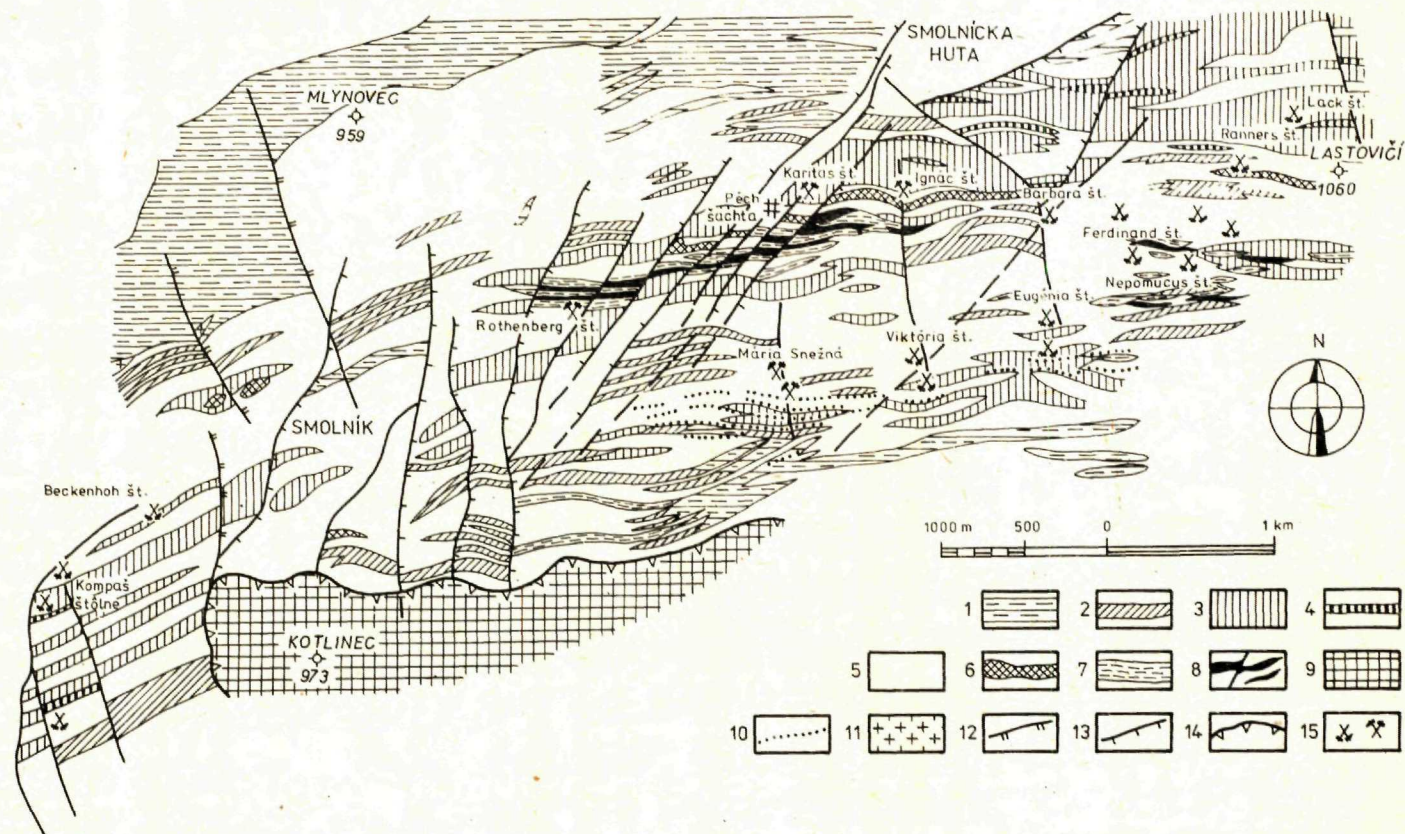 SMOLNÍCKA
HUTA
MLYNOVEC
959
Lack št.
Ranners št.
LASTOVIČÍ
1060
Karitas št.
Ignác št.
Pech
šachta
Barbara št.
Ferdinand št.
Nepomucys št.
Eugénia št.
Rothenberg št.
Viktória št.
Mária Snežná
N
SMOLNÍK
Beckenhoh št.
Kompaš
štôlne
KOTLINEC
973
1000 m 500 0 1 km
1 2 3 4
5 6 7 8 9
10 11 12 13 14 15